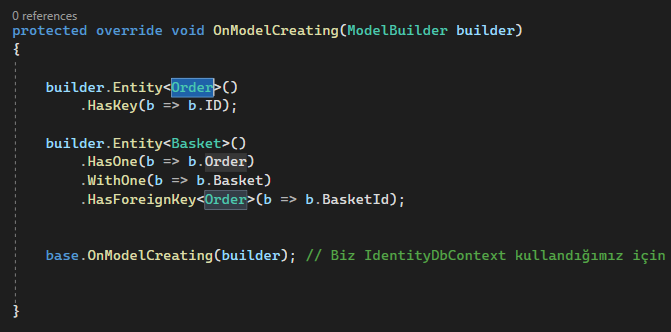 0 references
protected override void OnModelCreating(ModelBuilder builder)
{
builder.Entity<Order>()
.HasKey(b => b.ID);
builder.Entity<Basket>()
.HasOne(b => b.Order)
.WithOne(b => b.Basket)
.HasForeignKey<Order>(b => b.BasketId);
base.OnModelCreating(builder); // Biz IdentityDbContext kullandığımız için
}